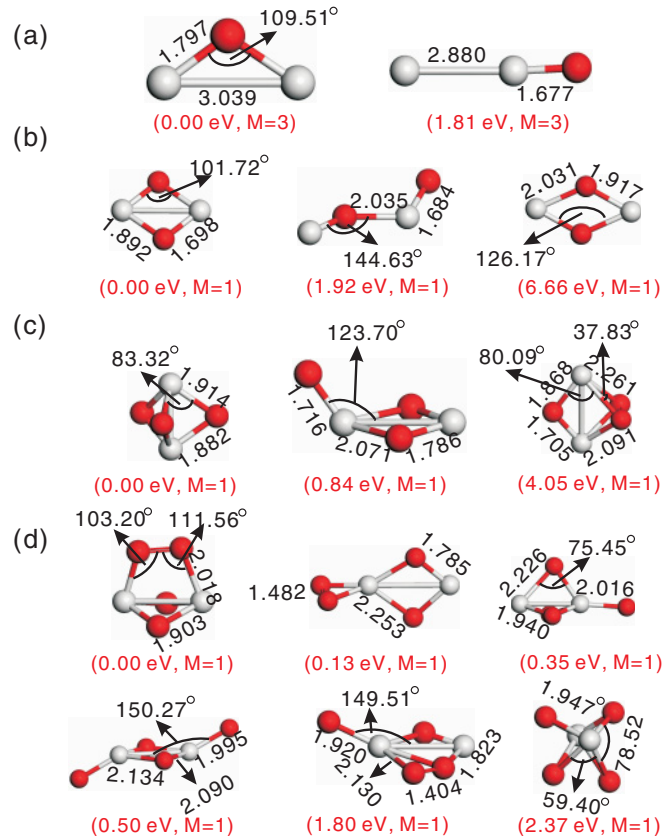 (a)
1.797
109.51°
3.039
(0.00 eV, M=3)
2.880
1.677
(1.81 eV, M=3)
(b)
101.72°
1.892
1.698
(0.00 eV, M=1)
2.035
1.684
144.63°
(1.92 eV, M=1)
2.031
1.917
126.17°
(6.66 eV, M=1)
(c)
83.32°
1.914
1.882
(0.00 eV, M=1)
123.70°
1.716
2.071
1.786
(0.84 eV, M=1)
37.83°
80.09°
1.868
2.261
1.705
2.091
(4.05 eV, M=1)
(d)
103.20°
111.56°
2.018
1.903
(0.00 eV, M=1)
1.785
1.482
2.253
(0.13 eV, M=1)
75.45°
2.226
2.016
1.940
(0.35 eV, M=1)
150.27°
1.995
2.134
2.090
(0.50 eV, M=1)
149.51°
1.920
1.823
2.130
1.404
(1.80 eV, M=1)
1.947°
78.52
59.40°
(2.37 eV, M=1)